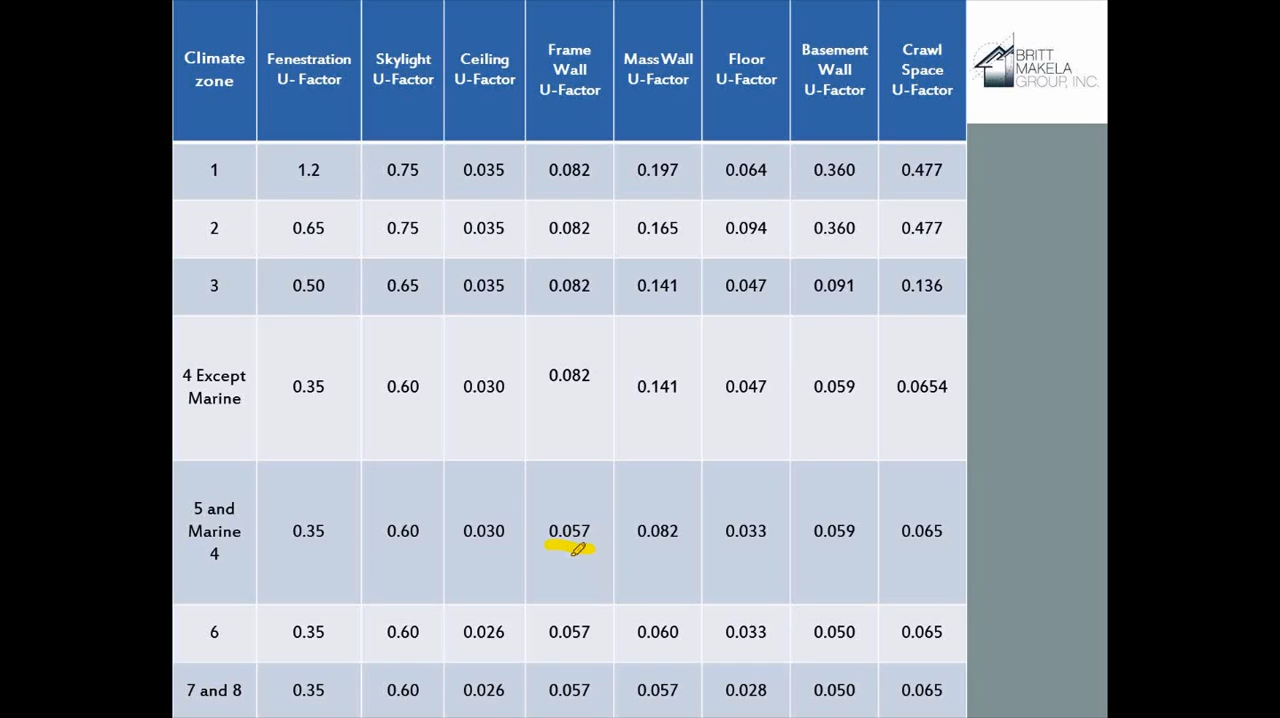 Climate zone Fenestration U- Factor Skylight U-Factor Ceiling U-Factor Frame Wall U-Factor Mass Wall U-Factor Floor U-Factor Basement Wall U-Factor Crawl Space U-Factor
BRITT
MAKELA
GROUP, INC.
1 1.2 0.75 0.035 0.082 0.197 0.064 0.360 0.477
2 0.65 0.75 0.035 0.082 0.165 0.094 0.360 0.477
3 0.50 0.65 0.035 0.082 0.141 0.047 0.091 0.136
4 Except Marine 0.35 0.60 0.030 0.082 0.141 0.047 0.059 0.0654
5 and Marine 4 0.35 0.60 0.030 0.057 0.082 0.033 0.059 0.065
6 0.35 0.60 0.026 0.057 0.060 0.033 0.050 0.065
7 and 8 0.35 0.60 0.026 0.057 0.057 0.028 0.050 0.065